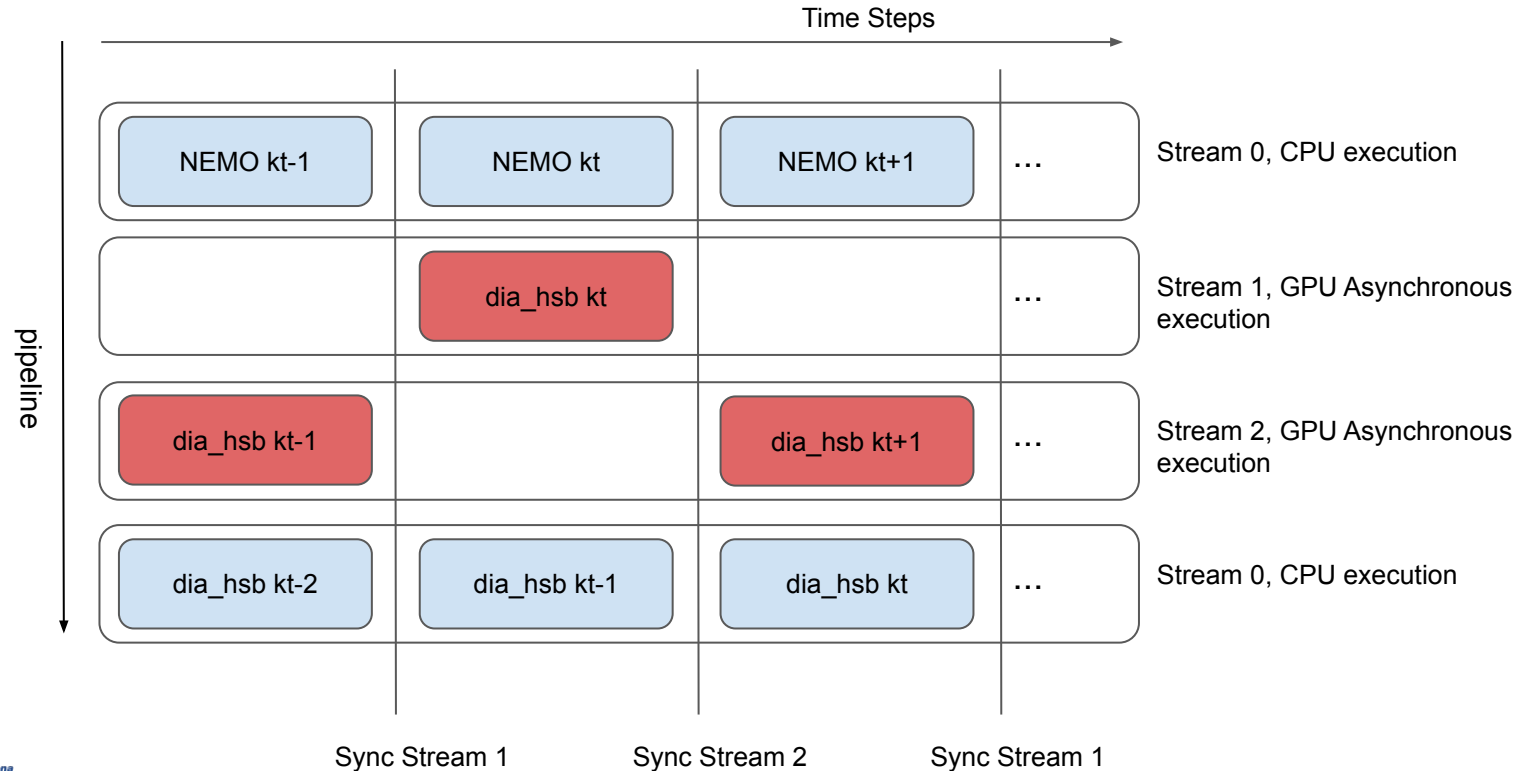 Time Steps
pipeline
NEMO kt-1
NEMO kt
NEMO kt+1
...
Stream 0, CPU execution
dia_hsb kt
...
Stream 1, GPU Asynchronous
execution
dia_hsb kt-1
dia_hsb kt+1
...
Stream 2, GPU Asynchronous
execution
dia_hsb kt-2
dia_hsb kt-1
dia_hsb kt
...
Stream 0, CPU execution
Sync Stream 1
Sync Stream 2
Sync Stream 1